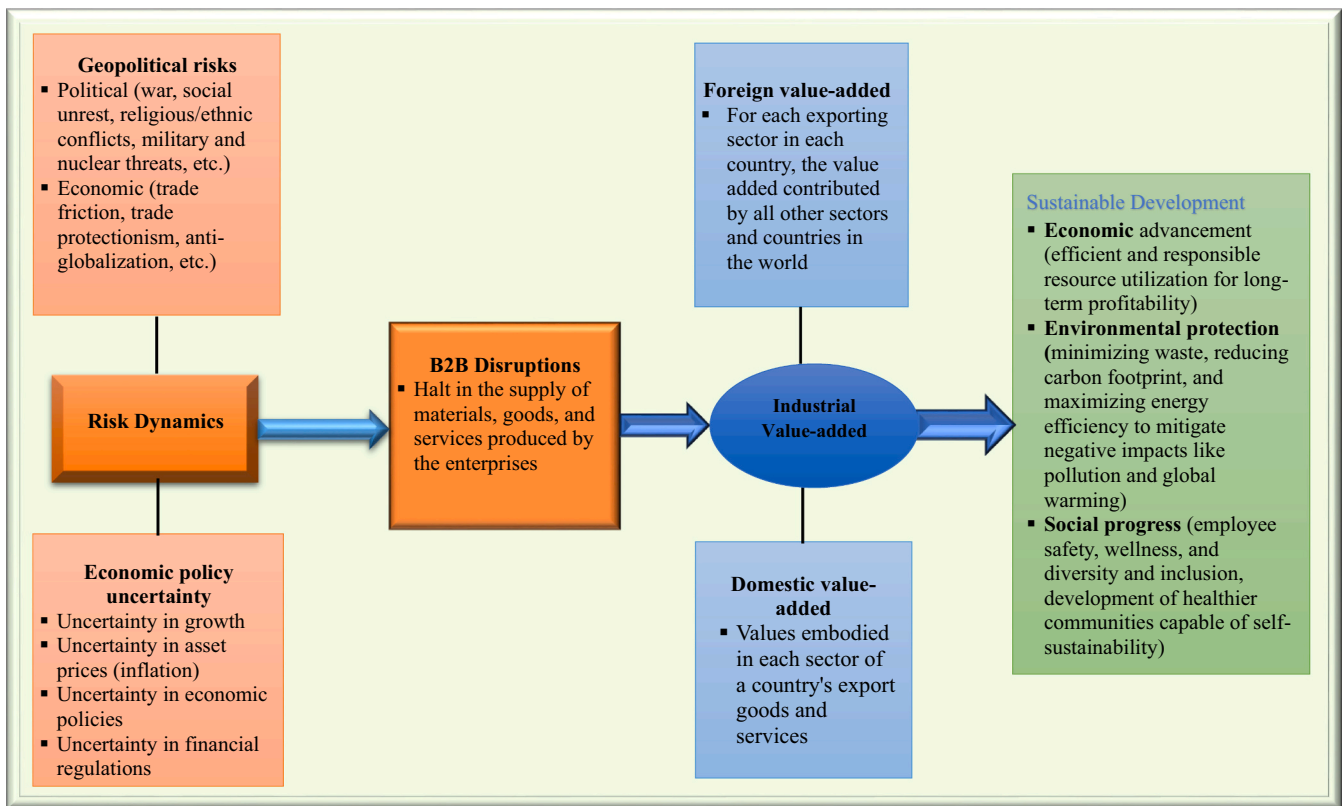 Geopolitical risks
▪ Political (war, social
unrest, religious/ethnic
conflicts, military and
nuclear threats, etc.)
▪ Economic (trade
friction, trade
protectionism, anti-
globalization, etc.)
Risk Dynamics
Economic policy
uncertainty
▪ Uncertainty in growth
▪ Uncertainty in asset
prices (inflation)
▪ Uncertainty in economic
policies
▪ Uncertainty in financial
regulations
B2B Disruptions
▪ Halt in the supply of
materials, goods, and
services produced by
the enterprises
Foreign value-added
▪ For each exporting
sector in each
country, the value
added contributed
by all other sectors
and countries in
the world
Industrial
Value-added
Domestic value-
added
▪ Values embodied
in each sector of
a country's export
goods and
services
Sustainable Development
▪ Economic advancement
(efficient and responsible
resource utilization for long-
term profitability)
▪ Environmental protection
(minimizing waste, reducing
carbon footprint, and
maximizing energy
efficiency to mitigate
negative impacts like
pollution and global
warming)
▪ Social progress (employee
safety, wellness, and
diversity and inclusion,
development of healthier
communities capable of self-
sustainability)